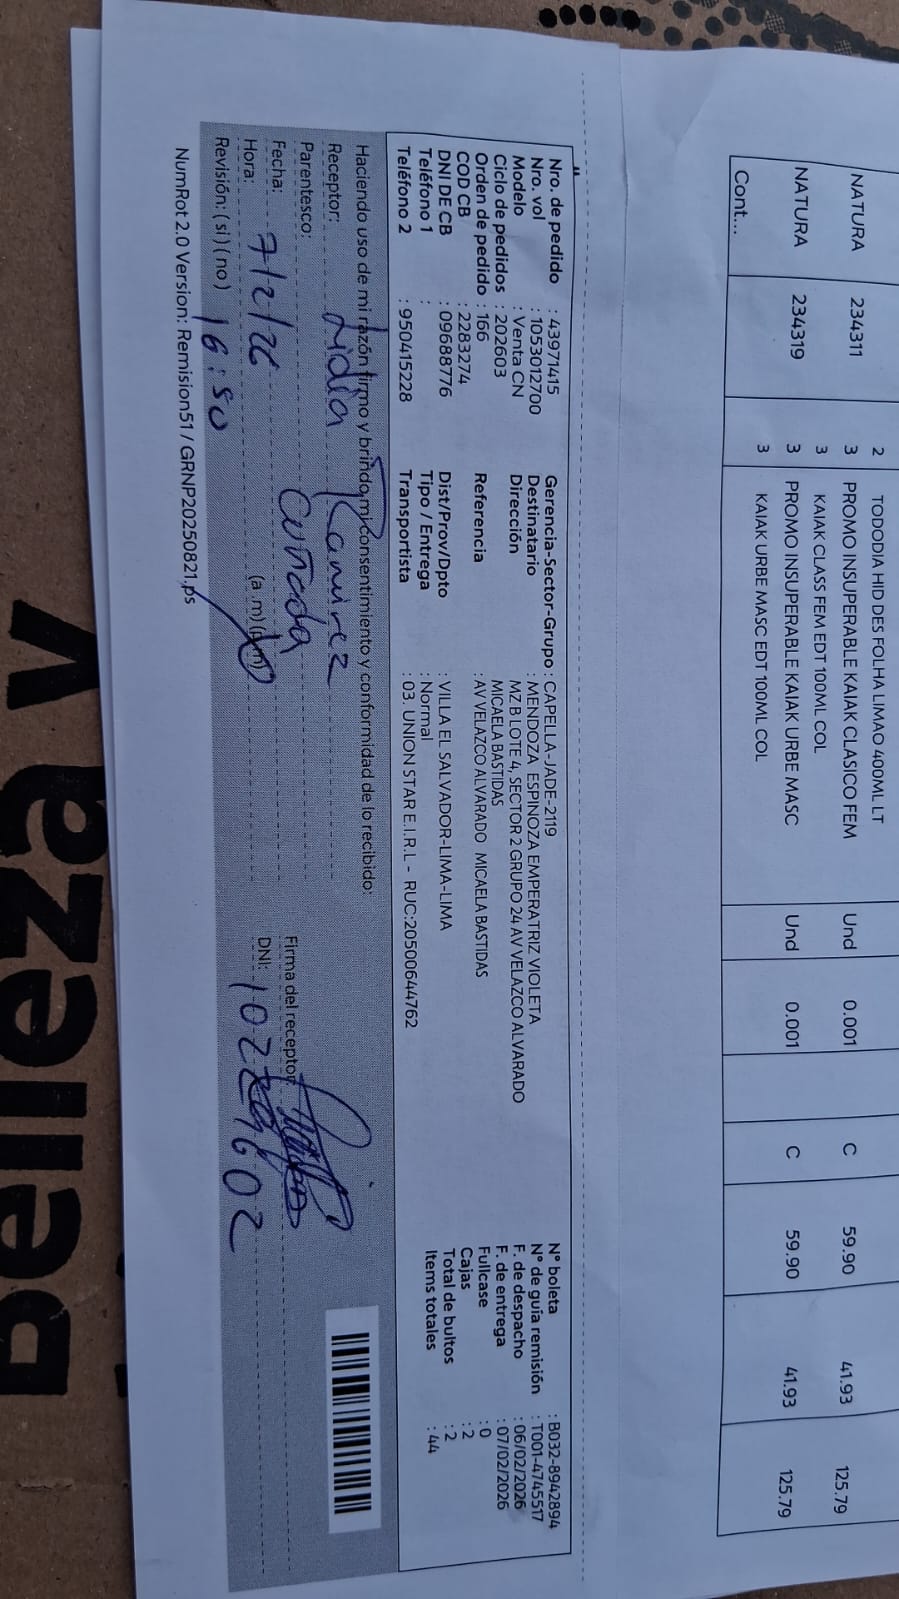 2 TODODIA HID DES FOLHA LIMAO 400ML LT
NATURA 234311 3 PROMO INSUPERABLE KAIAK CLASICO FEM Und 0.001 C 59.90 41.93 125.79
3 KAIAK CLASS FEM EDT 100ML COL
NATURA 234319 3 PROMO INSUPERABLE KAIAK URBE MASC Und 0.001 C 59.90 41.93 125.79
3 KAIAK URBE MASC EDT 100ML COL
Cont...
Nro. de pedido : 43971415 Gerencia-Sector-Grupo : CAPELLA -JADE-2119 N° boleta : B032-8942894
Nro. vol : 1053012700 Destinatario : MENDOZA ESPINOZA EMPERATRIZ VIOLETA N° de guía remisión : T001-4745517
Modelo : Venta CN Dirección MZ B LOTE 4, SECTOR 2 GRUPO 24 AV VELAZCO ALVARADO F. de despacho : 06/02/2026
Ciclo de pedidos : 202603 MICAELA BASTIDAS F. de entrega : 07/02/2026
Orden de pedido : 166 Referencia : AV VELAZCO ALVARADO MICAELA BASTIDAS Fullcase : 0
COD CB : 2283274 Cajas : 2
DNI DE CB : 09688776 Dist/Prov/Dpto : VILLA EL SALVADOR-LIMA-LIMA Total de bultos : 2
Teléfono 1 : Tipo / Entrega : Normal Items totales : 44
Teléfono 2 : 950415228 Transportista : 03. UNION STAR E.I.R.L - RUC:20500644762
Haciendo uso de mi razón firmo y brindo mi consentimiento y conformidad de lo recibido:
Receptor: Lidia Ramirez
Parentesco: Cuñada Firma del receptor:
Fecha: 7/2/26 DNI:
Hora: 16:50 (a.m) (p.m)
Revisión: ( si ) ( no )
NumRot 2.0 Version: Remision51 / GRNP20250821.ps
Belleza y